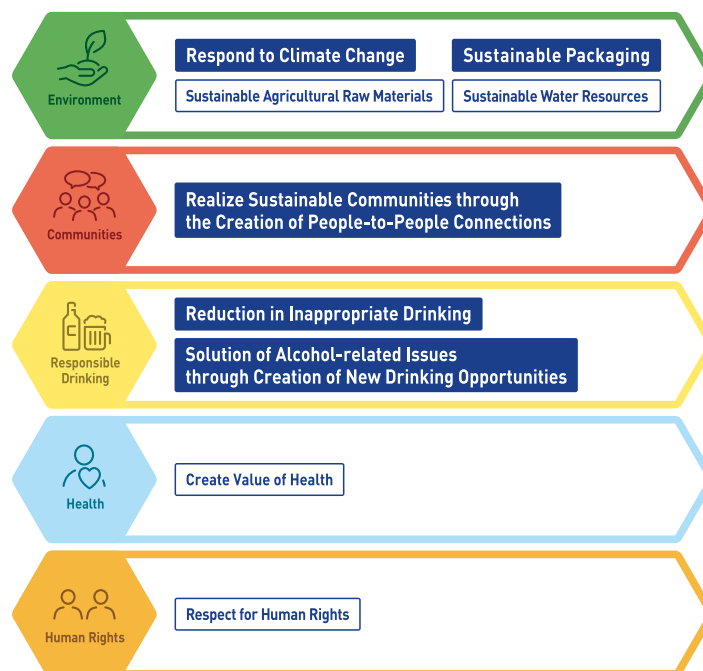 Environment
Respond to Climate Change
Sustainable Packaging
Sustainable Agricultural Raw Materials
Sustainable Water Resources
Communities
Realize Sustainable Communities through
the Creation of People-to-People Connections
Responsible
Drinking
Reduction in Inappropriate Drinking
Solution of Alcohol-related Issues
through Creation of New Drinking Opportunities
Health
Create Value of Health
Human Rights
Respect for Human Rights